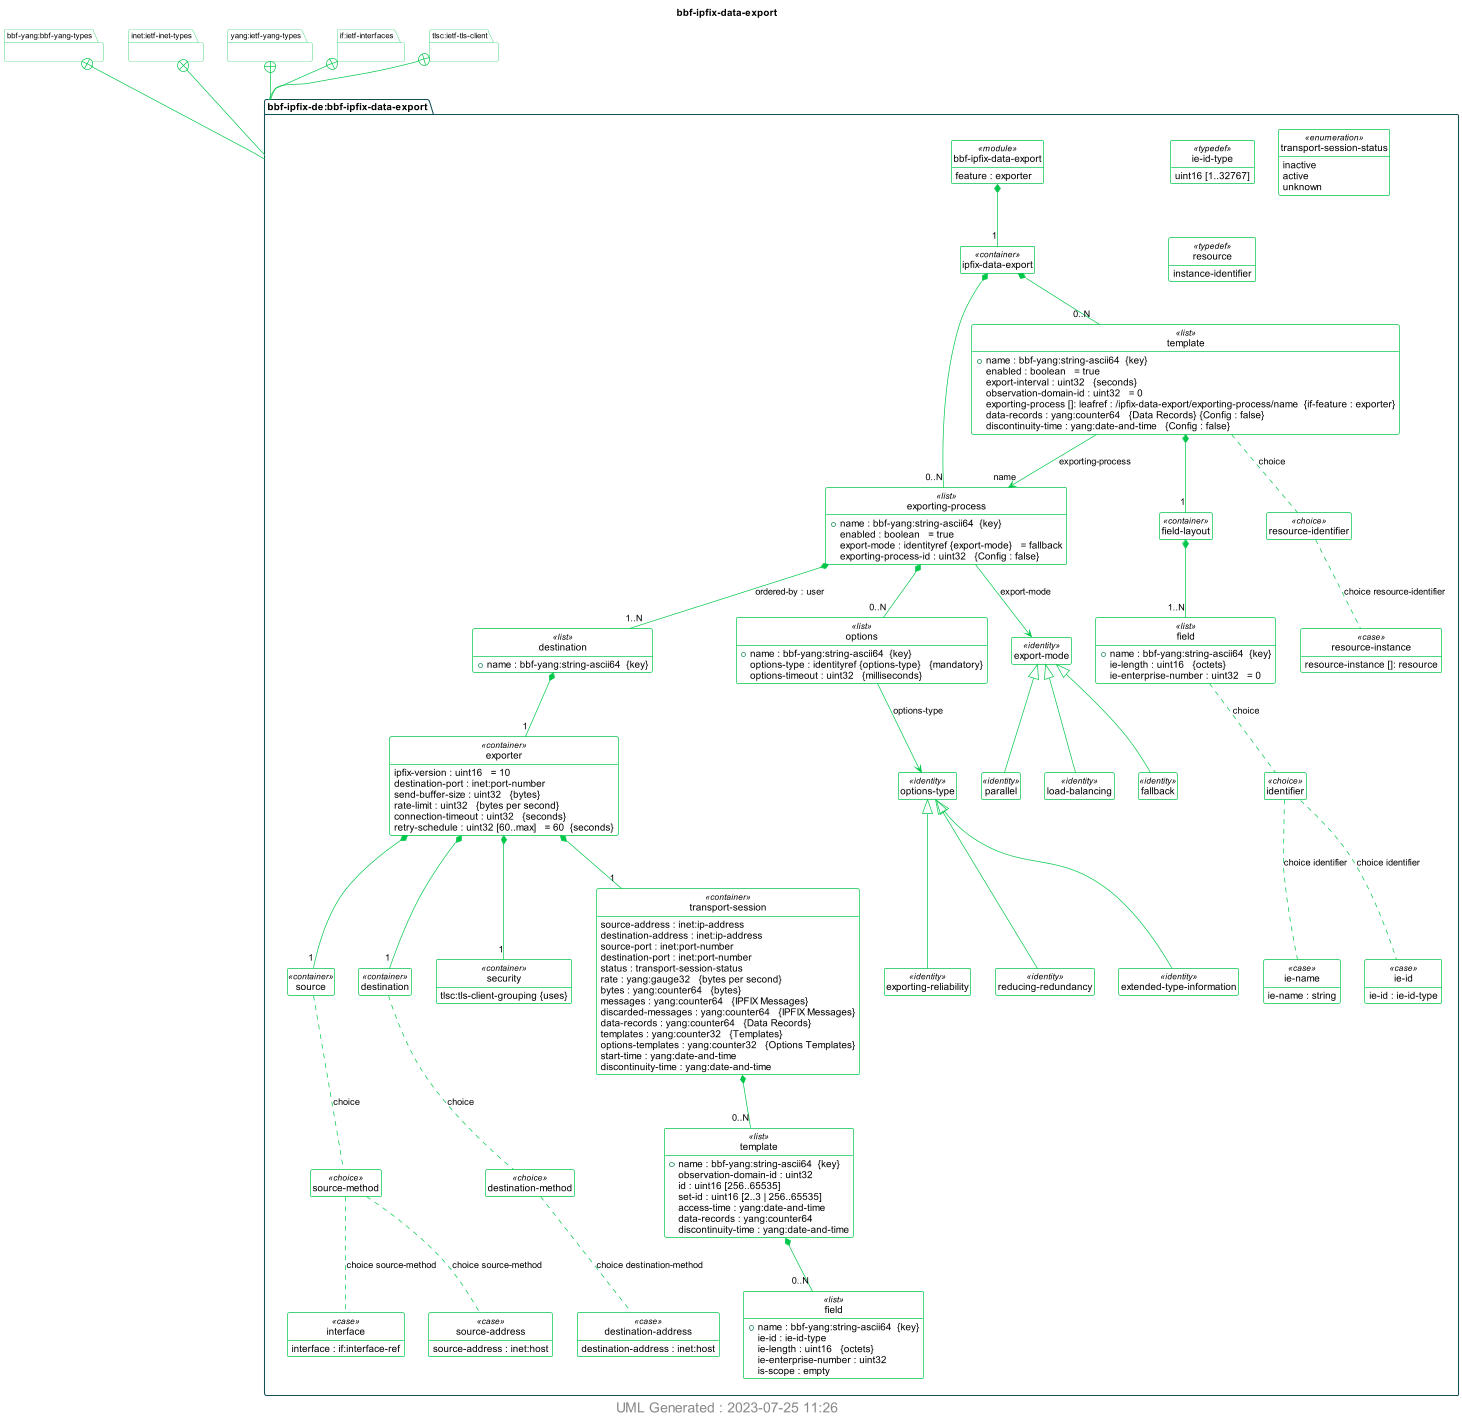 bbf-ipfix-data-export
bbf-yang:bbf-yang-types
inet:ietf-inet-types
yang:ietf-yang-types
if:ietf-interfaces
tlsc:ietf-tls-client
bbf-ipfix-de:bbf-ipfix-data-export
«module»
bbf-ipfix-data-export
feature : exporter
«typedef»
ie-id-type
uint16 [1..32767]
«enumeration»
transport-session-status
inactive
active
unknown
1
«container»
ipfix-data-export
«typedef»
resource
instance-identifier
0..N
«list»
template
name : bbf-yang:string-ascii64  {key}
enabled : boolean   = true
export-interval : uint32   {seconds}
observation-domain-id : uint32   = 0
exporting-process []: leafref : /ipfix-data-export/exporting-process/name  {if-feature : exporter}
data-records : yang:counter64   {Data Records} {Config : false}
discontinuity-time : yang:date-and-time   {Config : false}
exporting-process
choice
0..N
name
1
«list»
exporting-process
name : bbf-yang:string-ascii64  {key}
enabled : boolean   = true
export-mode : identityref {export-mode}   = fallback
exporting-process-id : uint32   {Config : false}
«container»
field-layout
«choice»
resource-identifier
ordered-by : user
export-mode
choice resource-identifier
1..N
0..N
1..N
«list»
destination
name : bbf-yang:string-ascii64  {key}
«list»
options
name : bbf-yang:string-ascii64  {key}
options-type : identityref {options-type}   {mandatory}
options-timeout : uint32   {milliseconds}
«identity»
export-mode
«list»
field
name : bbf-yang:string-ascii64  {key}
ie-length : uint16   {octets}
ie-enterprise-number : uint32   = 0
«case»
resource-instance
resource-instance []: resource
options-type
choice
1
«container»
exporter
ipfix-version : uint16   = 10
destination-port : inet:port-number
send-buffer-size : uint32   {bytes}
rate-limit : uint32   {bytes per second}
connection-timeout : uint32   {seconds}
retry-schedule : uint32 [60..max]   = 60  {seconds}
«identity»
options-type
«identity»
parallel
«identity»
load-balancing
«identity»
fallback
«choice»
identifier
choice identifier
choice identifier
1
«container»
transport-session
source-address : inet:ip-address
destination-address : inet:ip-address
source-port : inet:port-number
destination-port : inet:port-number
status : transport-session-status
rate : yang:gauge32   {bytes per second}
bytes : yang:counter64   {bytes}
messages : yang:counter64   {IPFIX Messages}
discarded-messages : yang:counter64   {IPFIX Messages}
data-records : yang:counter64   {Data Records}
templates : yang:counter32   {Templates}
options-templates : yang:counter32   {Options Templates}
start-time : yang:date-and-time
discontinuity-time : yang:date-and-time
1
1
1
«container»
source
«container»
destination
«container»
security
tlsc:tls-client-grouping {uses}
«identity»
exporting-reliability
«identity»
reducing-redundancy
«identity»
extended-type-information
«case»
ie-name
ie-name : string
«case»
ie-id
ie-id : ie-id-type
choice
choice
0..N
«list»
template
name : bbf-yang:string-ascii64  {key}
observation-domain-id : uint32
id : uint16 [256..65535]
set-id : uint16 [2..3 | 256..65535]
access-time : yang:date-and-time
data-records : yang:counter64
discontinuity-time : yang:date-and-time
«choice»
source-method
«choice»
destination-method
choice source-method
choice source-method
choice destination-method
0..N
«case»
interface
interface : if:interface-ref
«case»
source-address
source-address : inet:host
«case»
destination-address
destination-address : inet:host
«list»
field
name : bbf-yang:string-ascii64  {key}
ie-id : ie-id-type
ie-length : uint16   {octets}
ie-enterprise-number : uint32
is-scope : empty
UML Generated : 2023-07-25 11:26